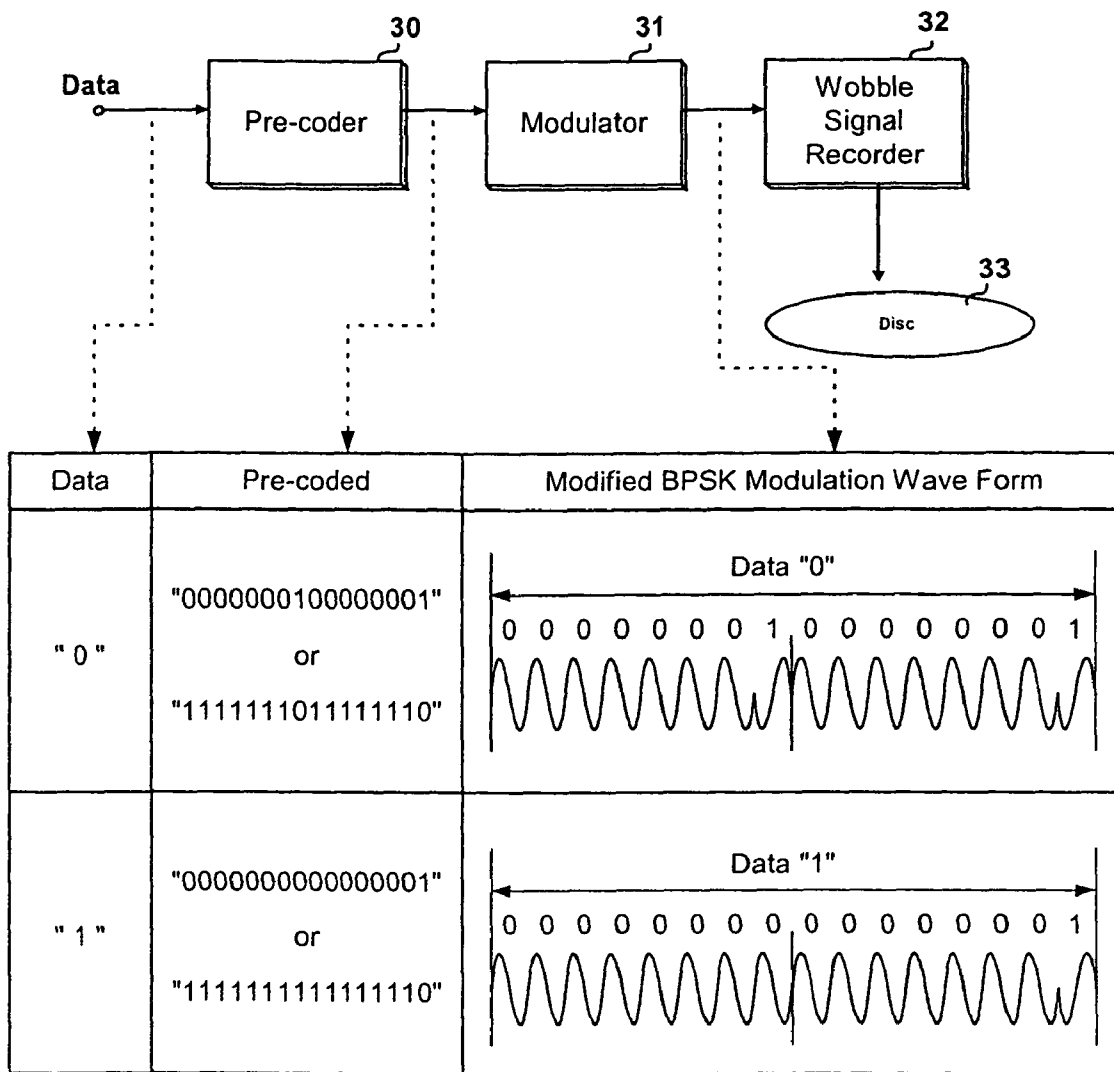 30
31
32
Data
Pre-coder
Modulator
Wobble
Signal
Recorder
33
Disc
Data
Pre-coded
Modified BPSK Modulation Wave Form
" 0 "
"0000000100000001"
or
"1111111011111110"
Data "0"
0 0 0 0 0 0 0 1 0 0 0 0 0 0 0 1
" 1 "
"0000000000000001"
or
"1111111111111110"
Data "1"
0 0 0 0 0 0 0 0 0 0 0 0 0 0 0 1